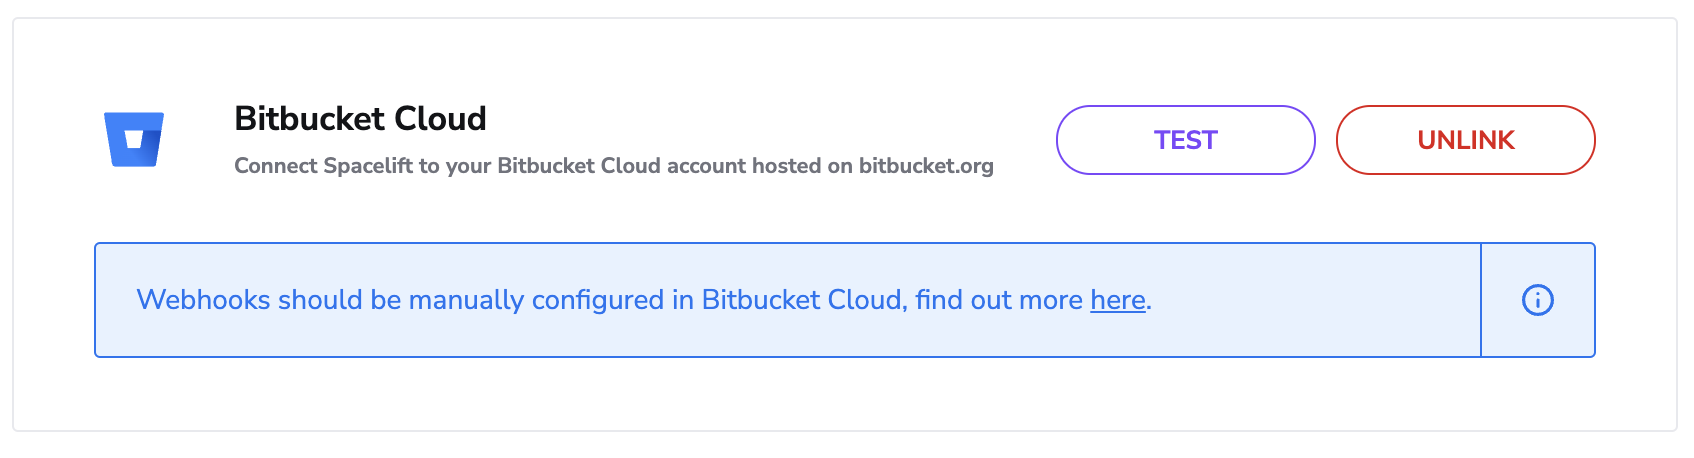 Bitbucket Cloud
Connect Spacelift to your Bitbucket Cloud account hosted on bitbucket.org
TEST
UNLINK
Webhooks should be manually configured in Bitbucket Cloud, find out more here.